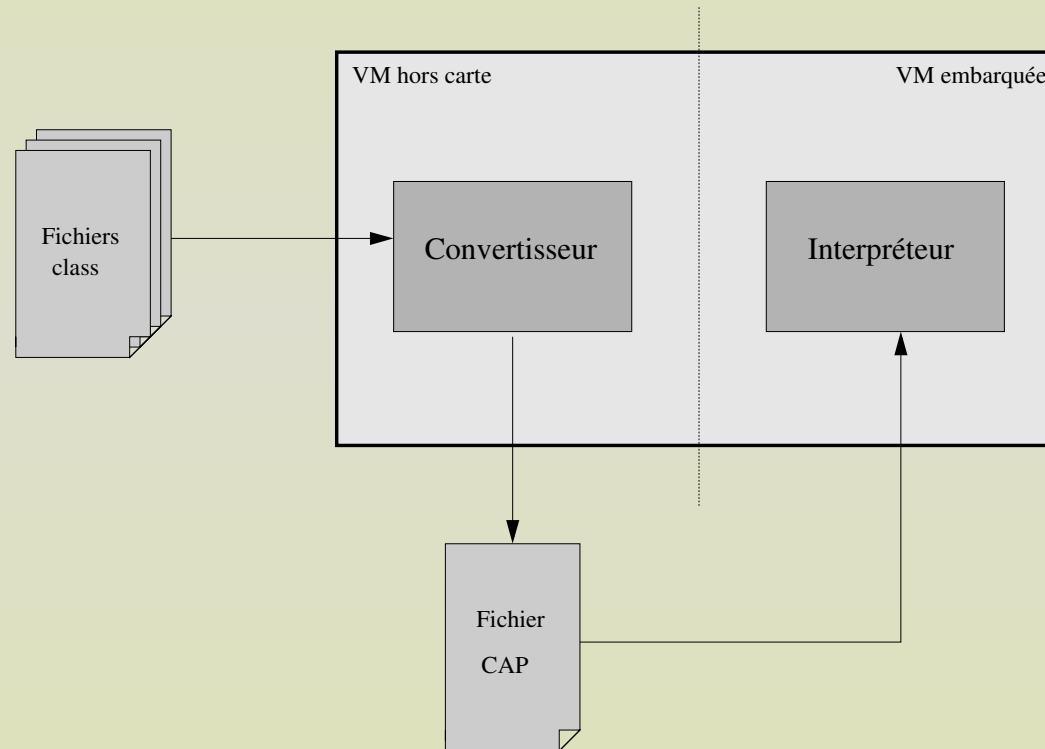 VM hors carte
VM embarquée
Fichiers
class
Convertisseur
Interpréteur
Fichier
CAP